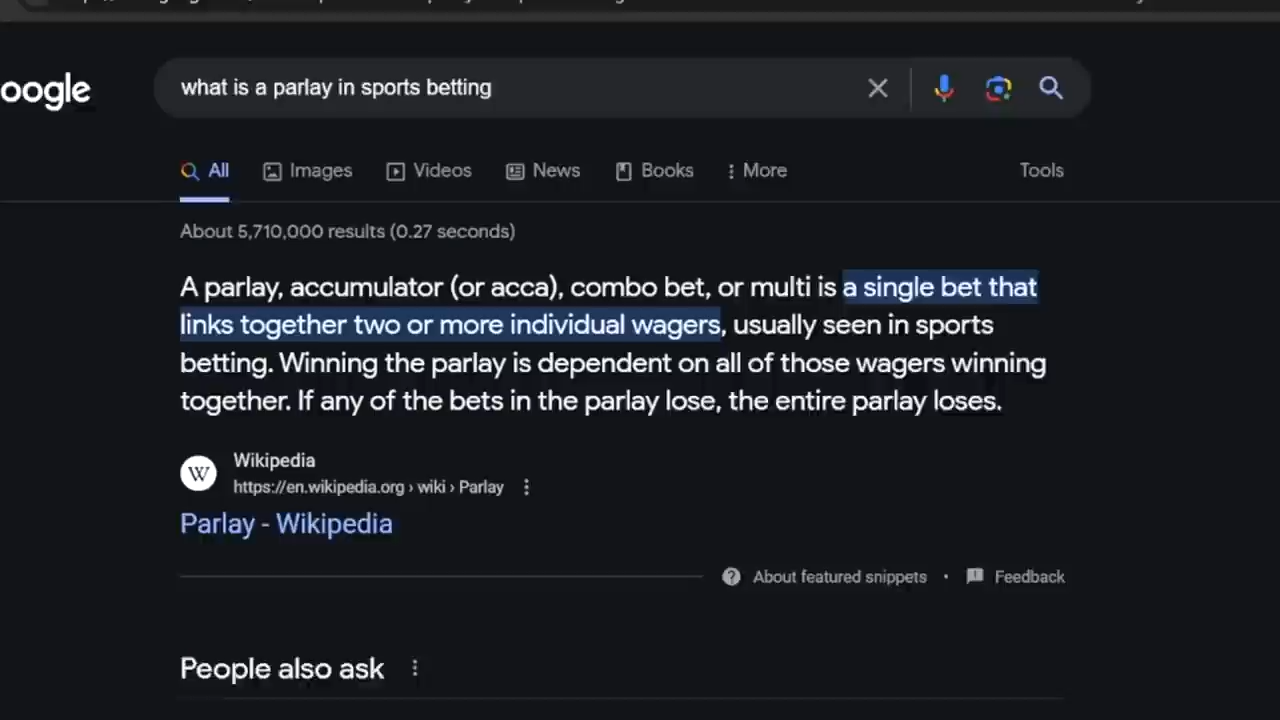 oogle
what is a parlay in sports betting
All Images Videos News Books More Tools
About 5,710,000 results (0.27 seconds)
A parlay, accumulator (or acca), combo bet, or multi is a single bet that
links together two or more individual wagers, usually seen in sports
betting. Winning the parlay is dependent on all of those wagers winning
together. If any of the bets in the parlay lose, the entire parlay loses.
W
Wikipedia
https://en.wikipedia.org › wiki › Parlay
Parlay - Wikipedia
About featured snippets • Feedback
People also ask